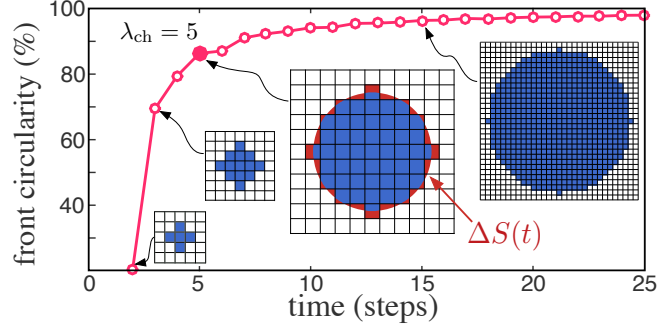 front circularity (%)
100
80
60
40
λch = 5
ΔS(t)
0
5
10
15
20
25
time (steps)